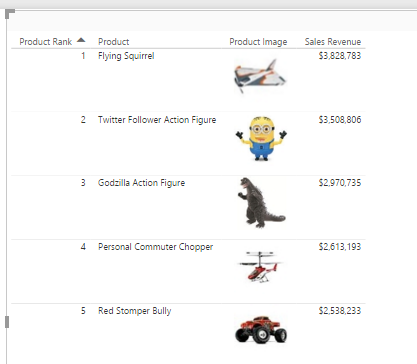 Product Rank Product Product Image Sales Revenue
1 Flying Squirrel $3,828,783
2 Twitter Follower Action Figure $3,508,806
3 Godzilla Action Figure $2,970,735
4 Personal Commuter Chopper $2,613,193
5 Red Stomper Bully $2,538,233